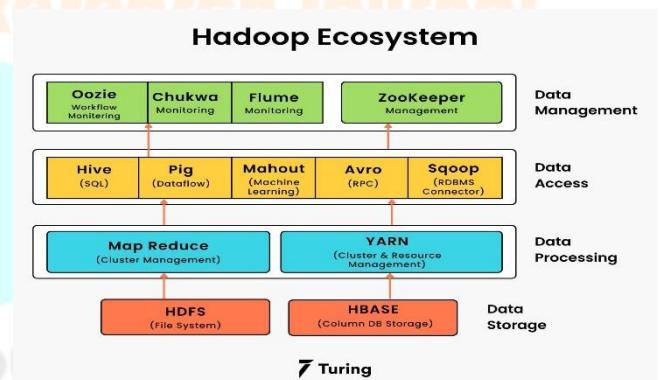 Hadoop Ecosystem
Oozie
Workflow
Monitering
Chukwa
Monitoring
Flume
Monitoring
ZooKeeper
Management
Data
Management
Hive
(SQL)
Pig
(Dataflow)
Mahout
(Machine
Learning)
Avro
(RPC)
Sqoop
(RDBMS
Connector)
Data
Access
Map Reduce
(Cluster Management)
YARN
(Cluster & Resource
Management)
Data
Processing
HDFS
(File System)
HBASE
(Column DB Storage)
Data
Storage
Turing